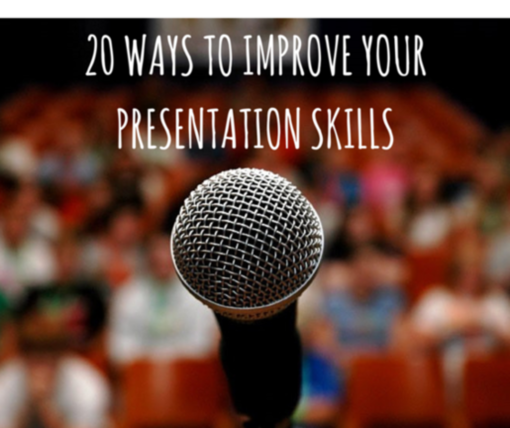 20 WAYS TO IMPROVE YOUR
PRESENTATION SKILLS